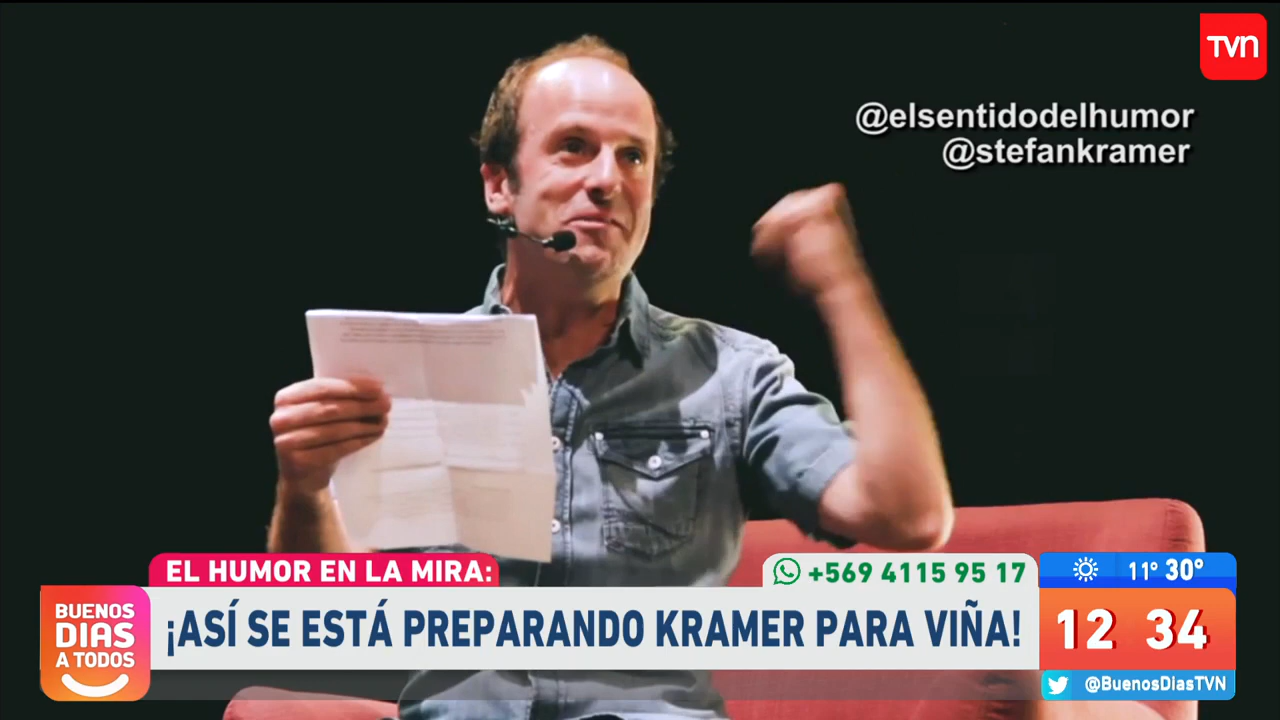 TVN
@elsentidodelhumor
@stefankramer
EL HUMOR EN LA MIRA:
+569 4115 95 17
11° 30°
BUENOS
DIAS
A TODOS
¡ASÍ SE ESTÁ PREPARANDO KRAMER PARA VIÑA!
12 34
@BuenosDiasTVN